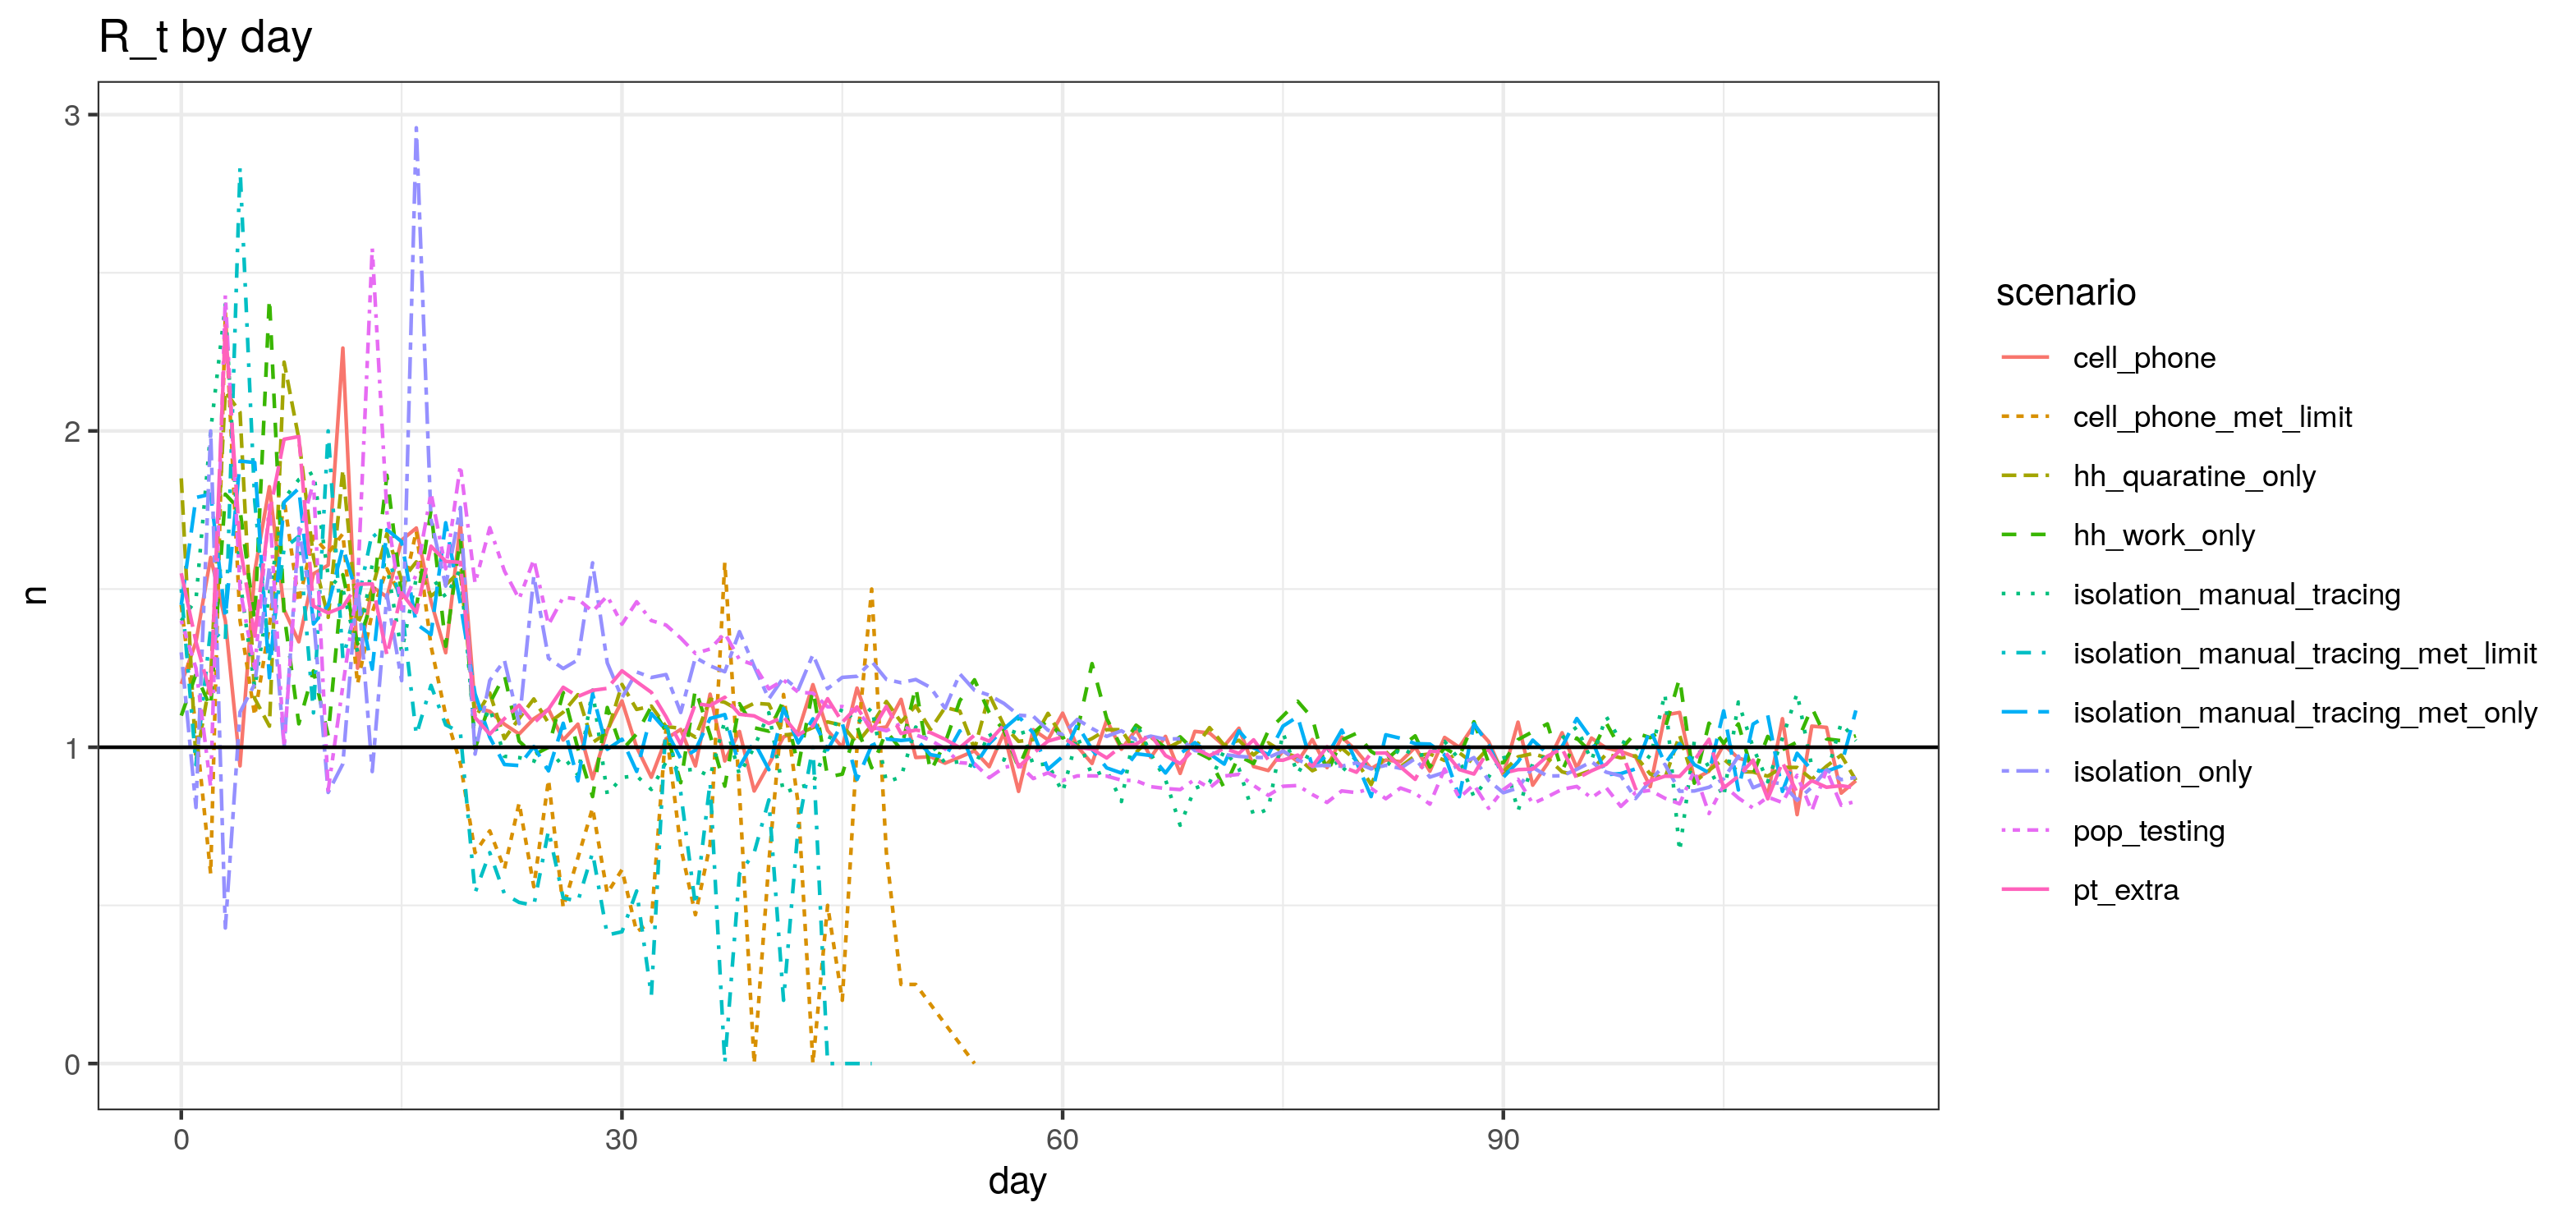 R_t by day
3
2
1
0
n
0 30 60 90
day
scenario
cell_phone
cell_phone_met_limit
hh_quaratine_only
hh_work_only
isolation_manual_tracing
isolation_manual_tracing_met_limit
isolation_manual_tracing_met_only
isolation_only
pop_testing
pt_extra